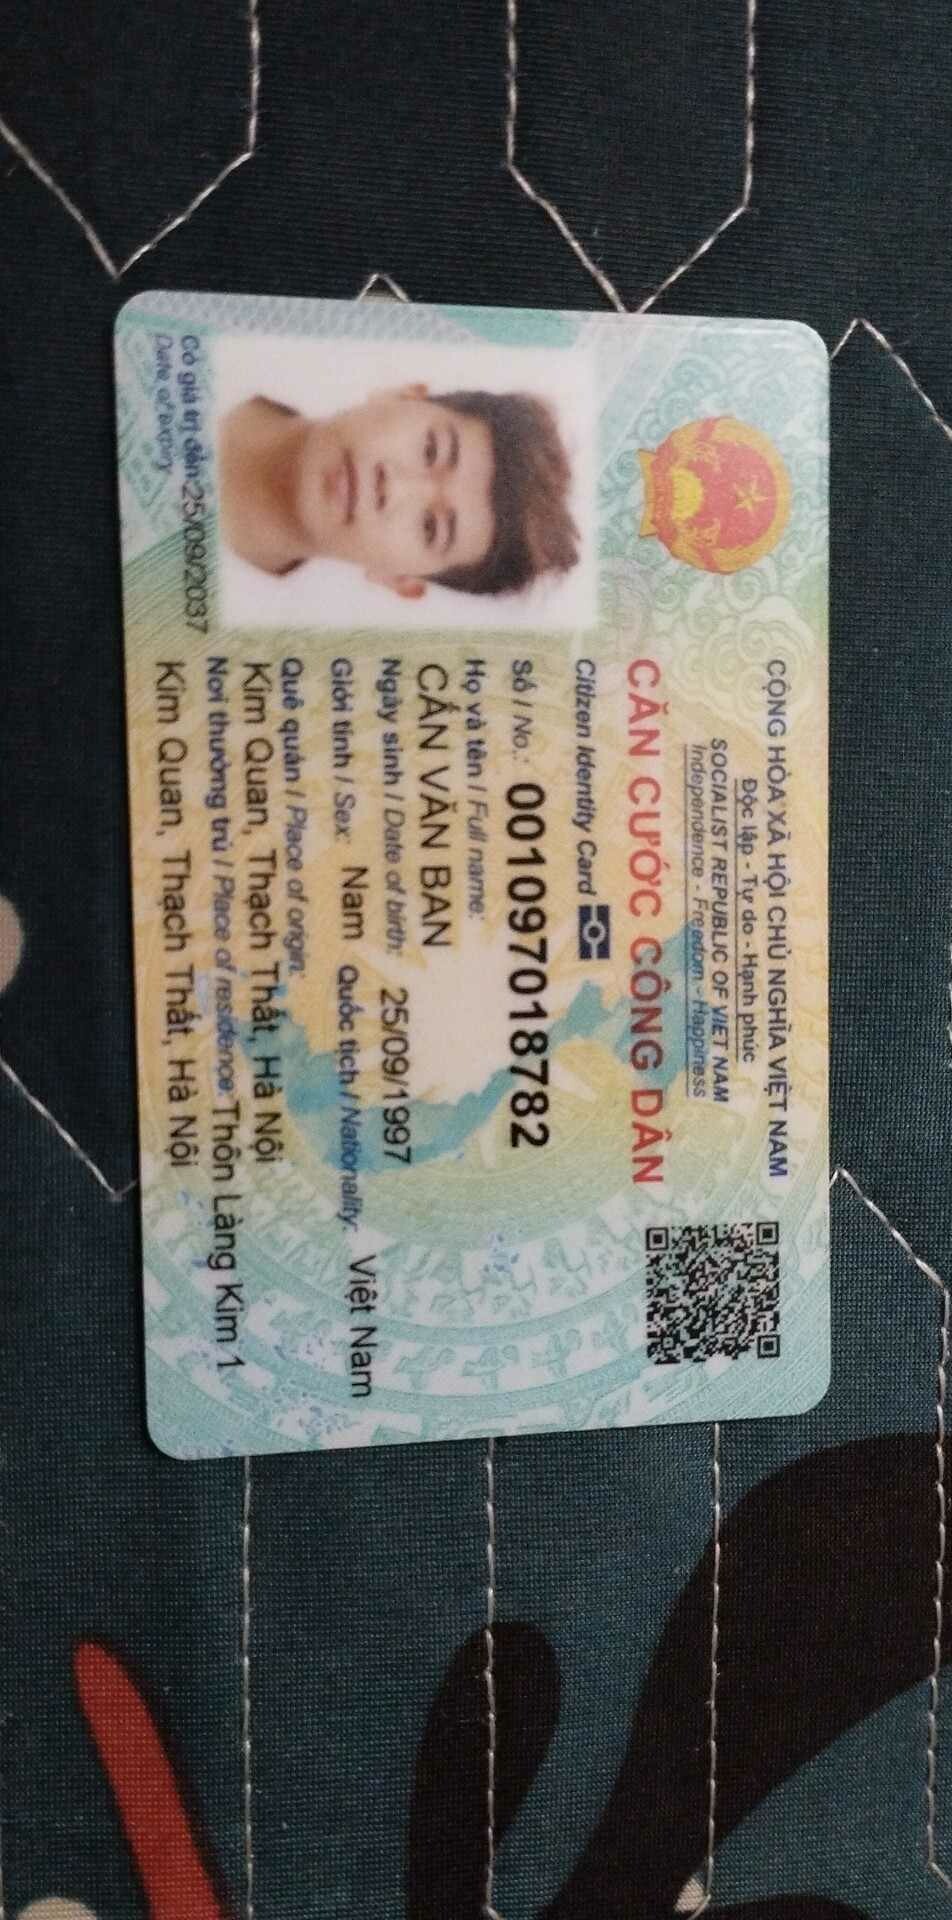 CỘNG HÒA XÃ HỘI CHỦ NGHĨA VIỆT NAM
Độc lập - Tự do - Hạnh phúc
SOCIALIST REPUBLIC OF VIET NAM
Independence - Freedom - Happiness
CĂN CƯỚC CÔNG DÂN
Citizen Identity Card
Số / No.: 001097018782
Họ và tên / Full name:
CẤN VĂN BAN
Ngày sinh / Date of birth: 25/09/1997
Giới tính / Sex: Nam Quốc tịch / Nationality: Việt Nam
Quê quán / Place of origin:
Kim Quan, Thạch Thất, Hà Nội
Nơi thường trú / Place of residence: Thôn Làng Kim 1
Kim Quan, Thạch Thất, Hà Nội
Có giá trị đến: 25/09/2037
Date of expiry